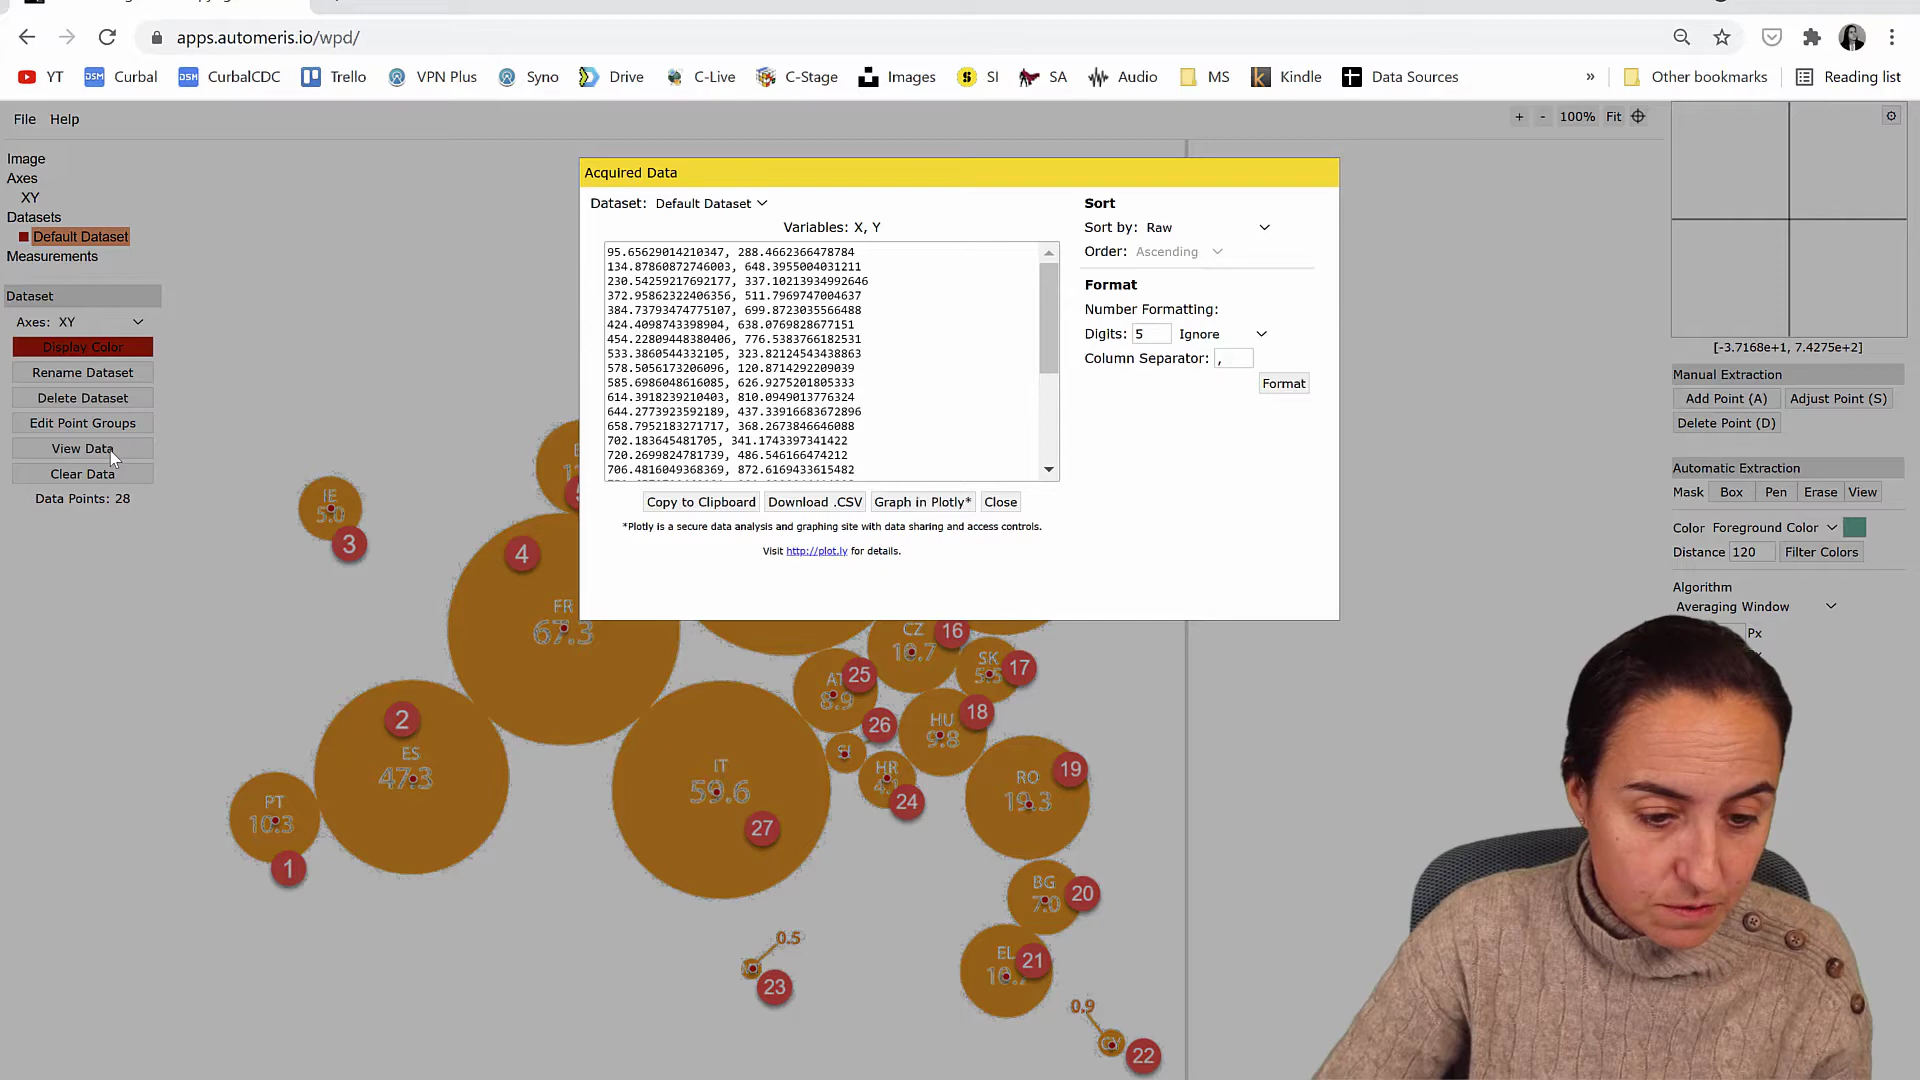 apps.automeris.io/wpd/
YT
DSM Curbal
DSM CurbalCDC
Trello
VPN Plus
Syno
Drive
C-Live
C-Stage
Images
S SI
SA
Audio
MS
Kindle
Data Sources
»
Other bookmarks
Reading list
File Help
+ - 100% Fit
Image
Axes
XY
Datasets
Default Dataset
Measurements
Dataset
Axes: XY
Display Color
Rename Dataset
Delete Dataset
Edit Point Groups
View Data
Clear Data
Data Points: 28
Acquired Data
Dataset: Default Dataset
Variables: X, Y
95.65629014210347, 288.4662366478784
134.87860872746003, 648.3955004031211
230.54259217692177, 337.10213934992646
372.95862322406356, 511.7969747004637
384.73793474775107, 699.8723035566488
424.4098743398904, 638.0769828677151
454.22809448380406, 776.5383766182531
533.3860544332105, 323.82124543438863
578.5056173206096, 120.8714292209039
585.6986048616085, 626.9275201805333
614.3918239210403, 810.0949013776324
644.2773923592189, 437.33916683672896
658.7952183271717, 368.2673846646088
702.183645481705, 341.1743397341422
720.2699824781739, 486.546166474212
706.4816049368369, 872.6169433615482
Copy to Clipboard Download .CSV Graph in Plotly* Close
*Plotly is a secure data analysis and graphing site with data sharing and access controls.
Visit http://plot.ly for details.
Sort
Sort by: Raw
Order: Ascending
Format
Number Formatting:
Digits: 5 Ignore
Column Separator: ,
Format
[-3.7168e+1, 7.4275e+2]
Manual Extraction
Add Point (A) Adjust Point (S)
Delete Point (D)
Automatic Extraction
Mask Box Pen Erase View
Color Foreground Color
Distance 120 Filter Colors
Algorithm
Averaging Window
Px
IE
5.0
3
4
FR
67.3
2
ES
47.3
PT
10.3
1
IT
59.6
27
CZ
16
10.7
SK
17
5.5
25
8.9
26
SI
HU
18
9.8
HR
24
RO
19
19.3
BG
20
7.0
EL
21
0.5
23
0.9
22